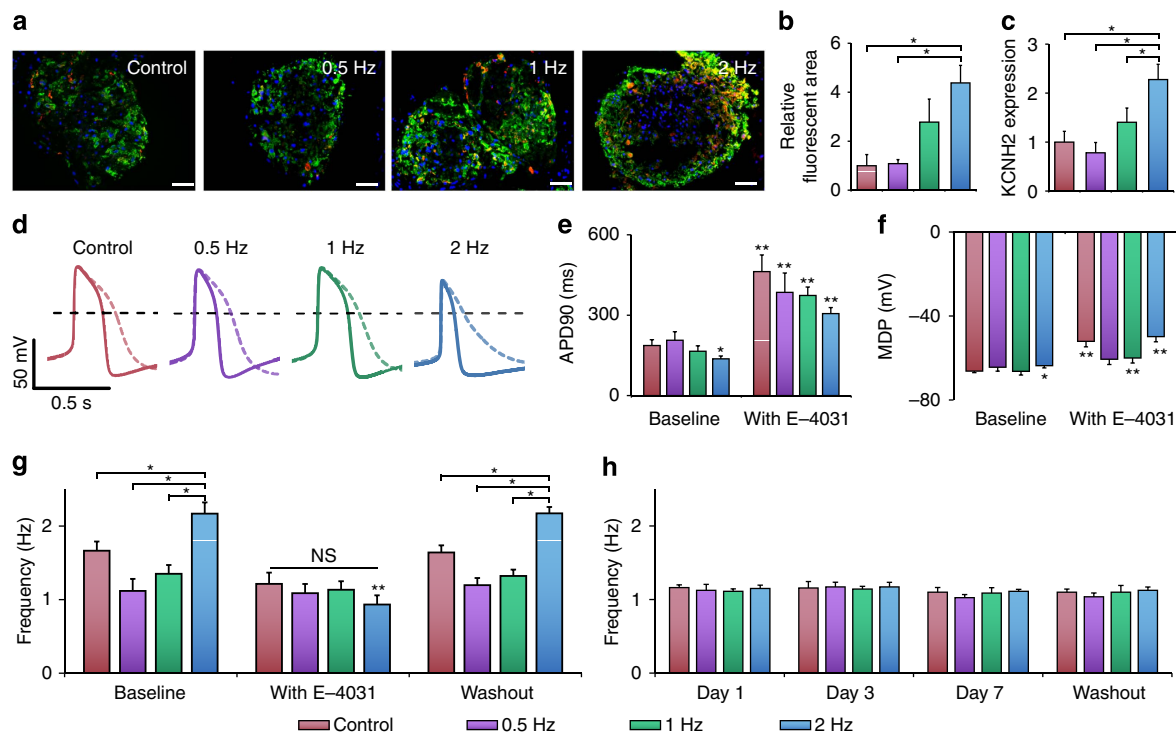 a
Control
0.5 Hz
1 Hz
2 Hz
b
Relative
fluorescent area
6
4
2
0
*
*
c
KCNH2 expression
3
2
1
0
*
*
*
d
Control
0.5 Hz
1 Hz
2 Hz
50 mV
0.5 s
e
APD90 (ms)
600
300
0
*
**
**
**
**
Baseline
With E–4031
f
MDP (mV)
0
–40
–80
*
**
**
**
Baseline
With E–4031
g
Frequency (Hz)
2
1
0
*
*
*
NS
**
*
*
*
Baseline
With E–4031
Washout
h
Frequency (Hz)
2
1
0
Day 1
Day 3
Day 7
Washout
Control
0.5 Hz
1 Hz
2 Hz